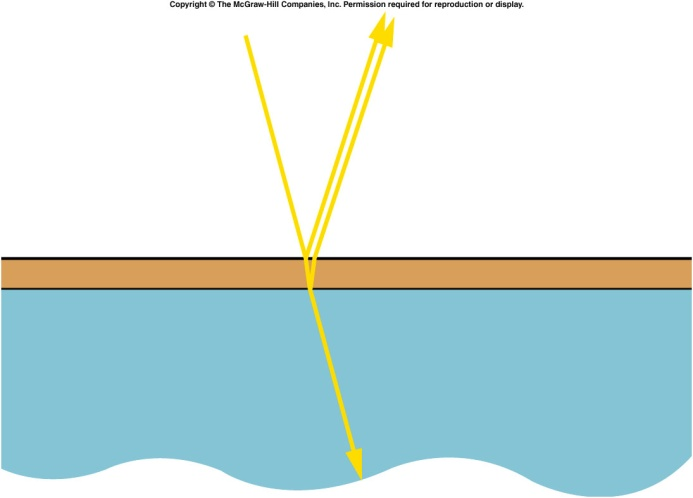 Copyright © The McGraw-Hill Companies, Inc. Permission required for reproduction or display.